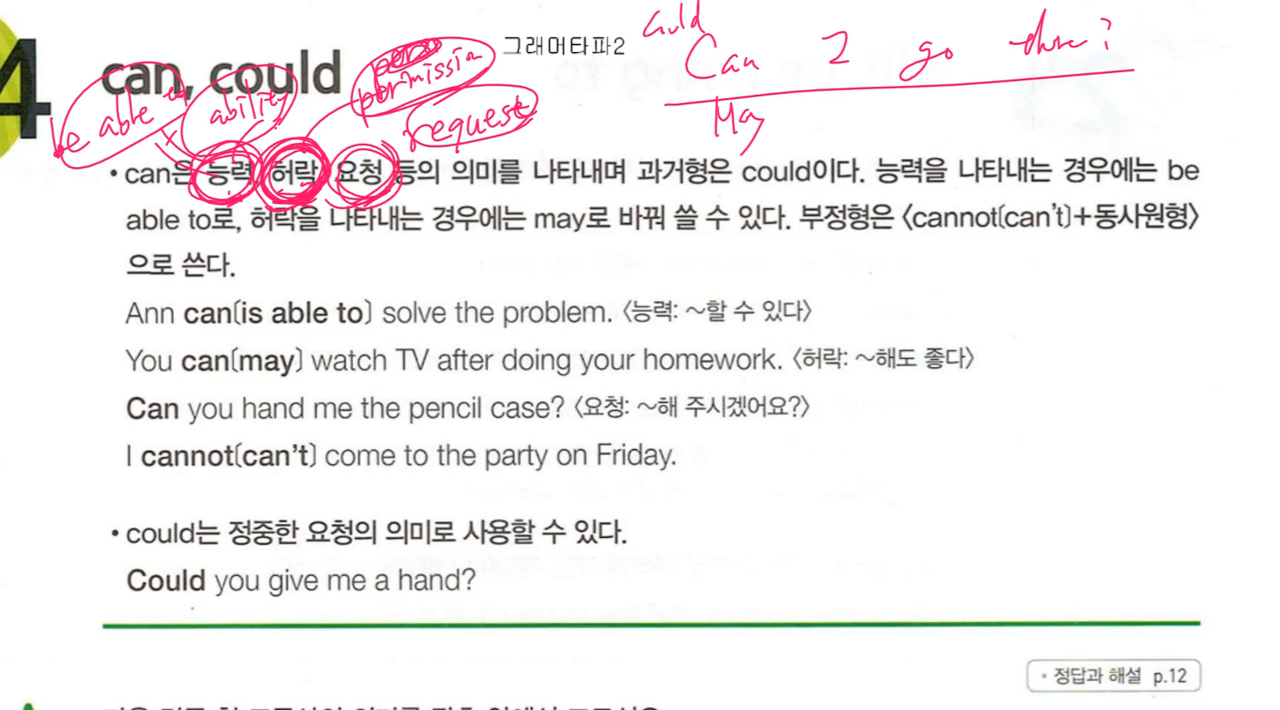 Could
4 can, could
그래머타파2
permission
Can I go there?
be able to
ability
request
May
• can은 능력, 허락, 요청 등의 의미를 나타내며 과거형은 could이다. 능력을 나타내는 경우에는 be
able to로, 허락을 나타내는 경우에는 may로 바꿔 쓸 수 있다. 부정형은 〈cannot(can't)+동사원형〉
으로 쓴다.
Ann can(is able to) solve the problem. 〈능력: ~할 수 있다〉
You can(may) watch TV after doing your homework. 〈허락: ~해도 좋다〉
Can you hand me the pencil case? 〈요청: ~해 주시겠어요?〉
I cannot(can't) come to the party on Friday.
• could는 정중한 요청의 의미로 사용할 수 있다.
Could you give me a hand?
• 정답과 해설 p.12